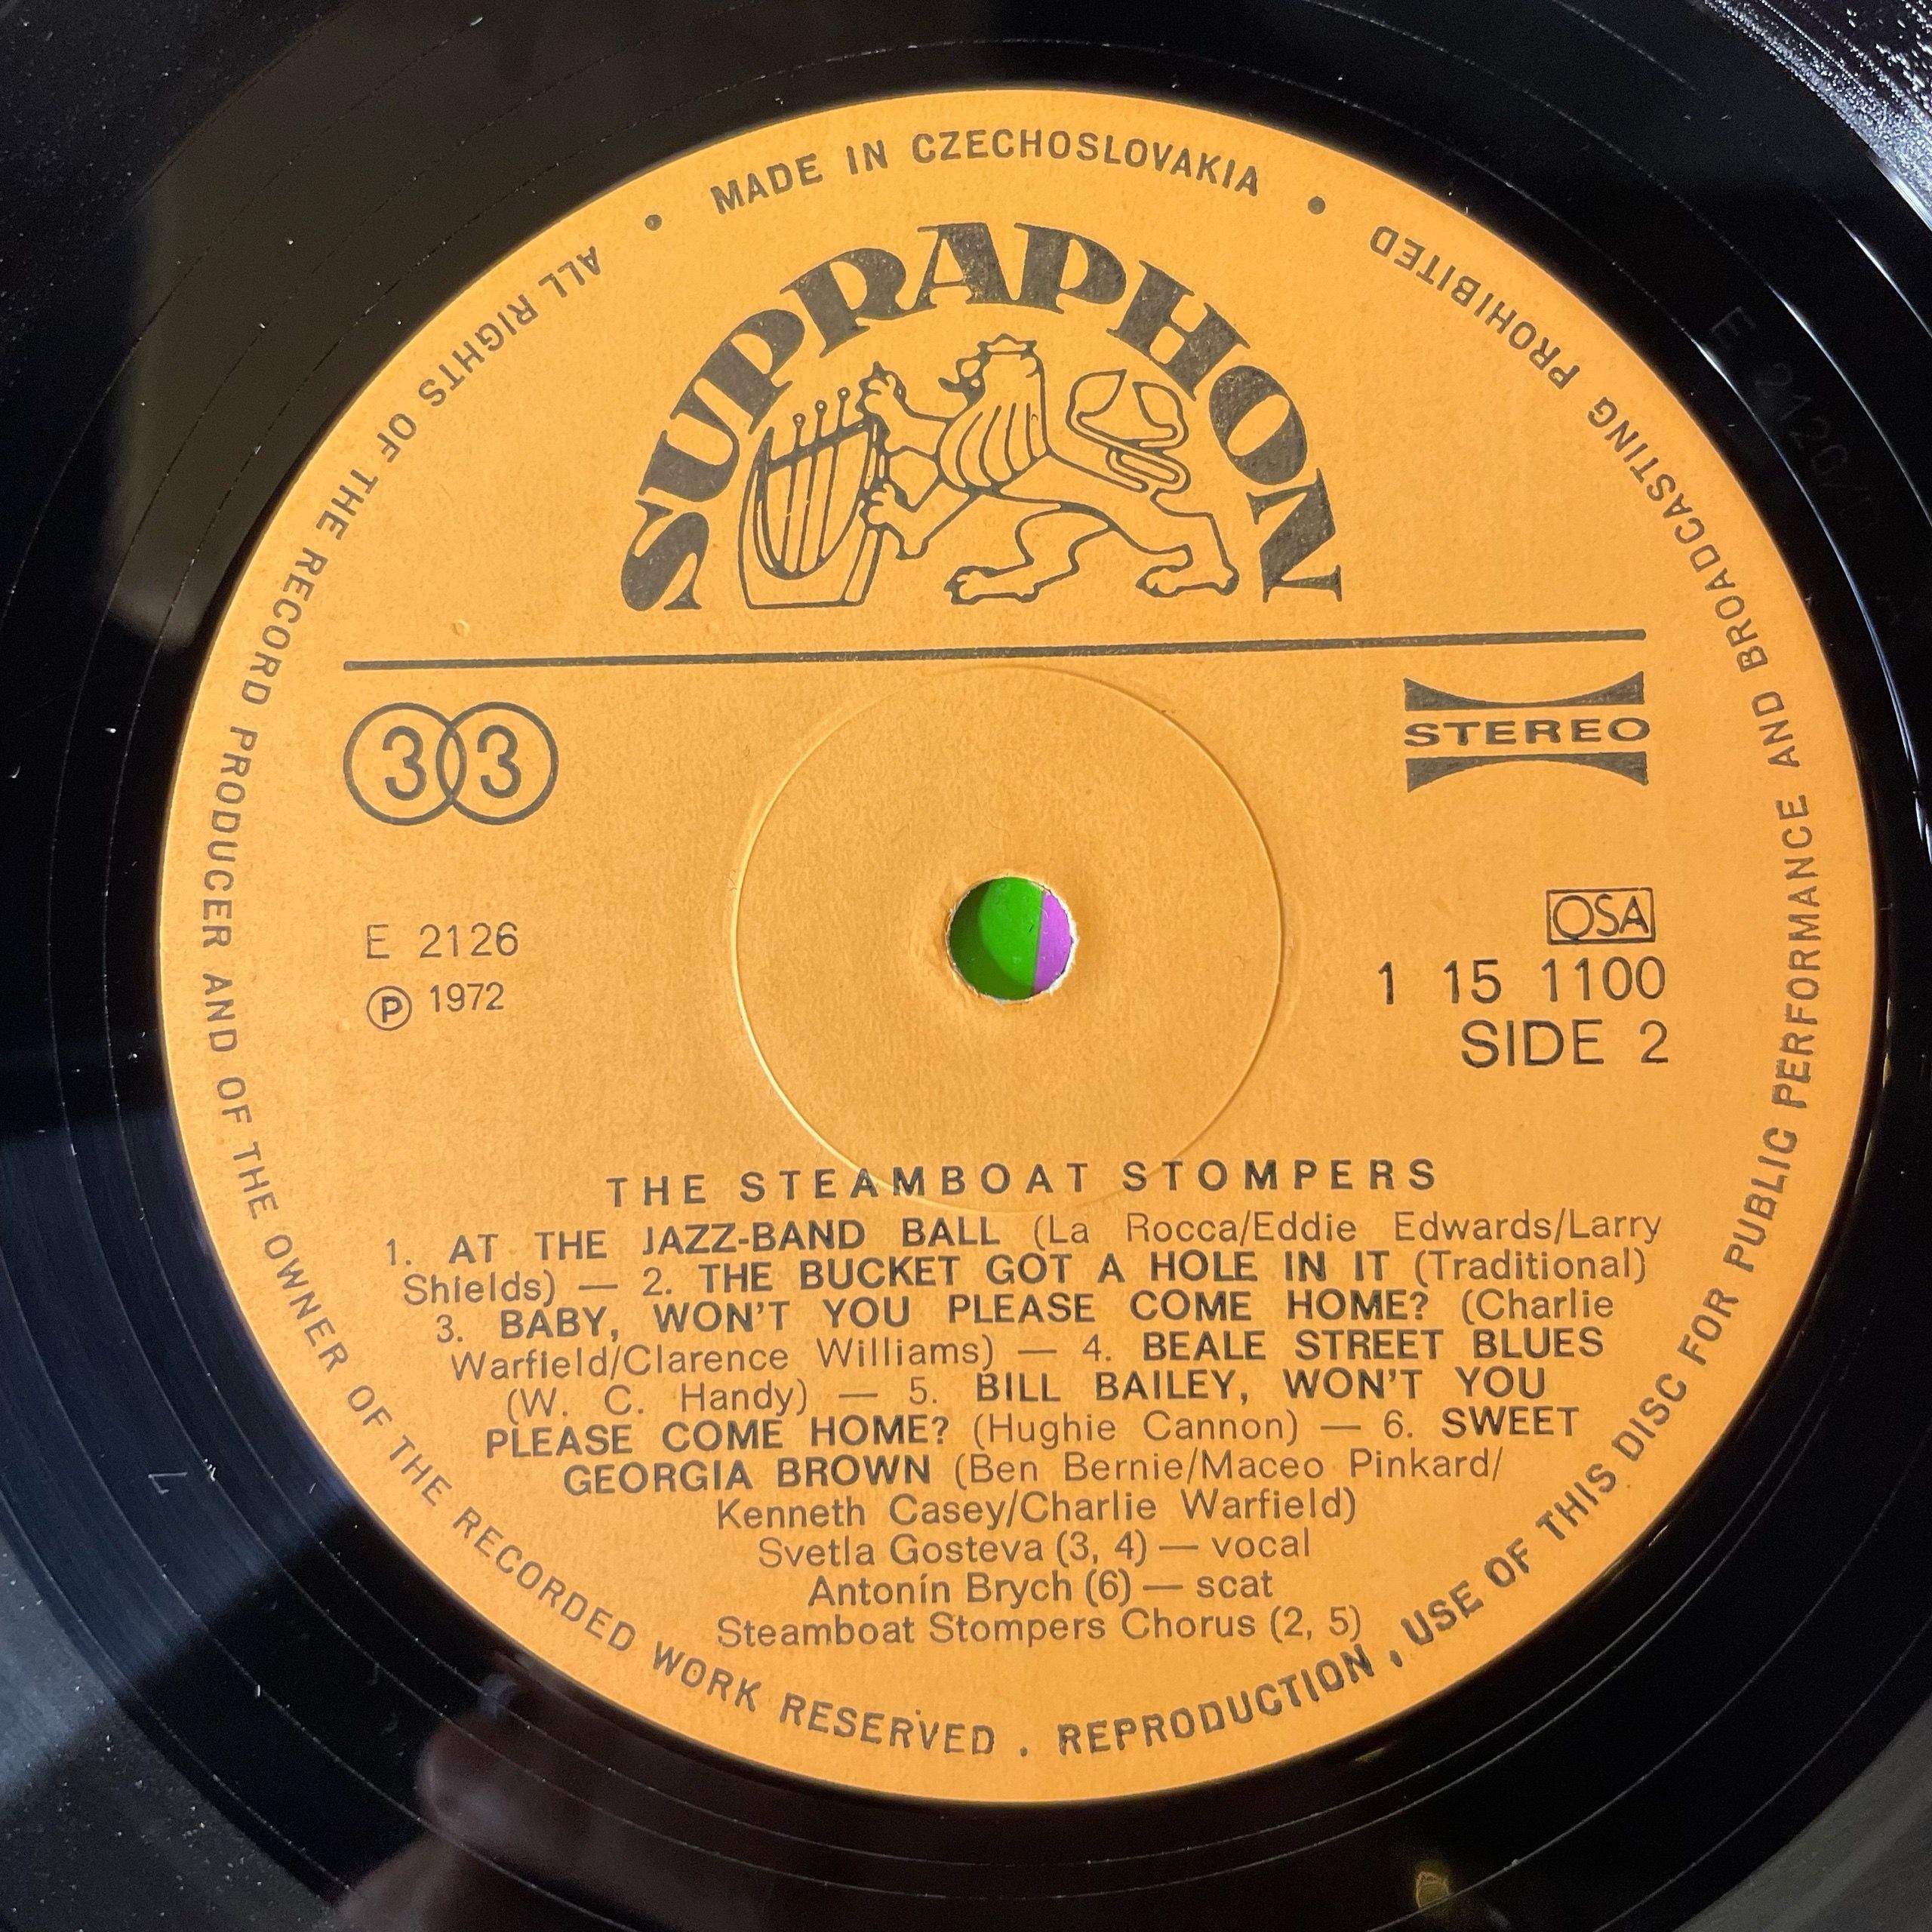 MADE IN CZECHOSLOVAKIA
SUPRAPHON
33
STEREO
E 2126
Ⓟ 1972
OSA
1 15 1100
SIDE 2
THE STEAMBOAT STOMPERS
1. AT THE JAZZ-BAND BALL (La Rocca/Eddie Edwards/Larry
Shields) — 2. THE BUCKET GOT A HOLE IN IT (Traditional)
3. BABY, WON'T YOU PLEASE COME HOME? (Charlie
Warfield/Clarence Williams) — 4. BEALE STREET BLUES
(W. C. Handy) — 5. BILL BAILEY, WON'T YOU
PLEASE COME HOME? (Hughie Cannon) — 6. SWEET
GEORGIA BROWN (Ben Bernie/Maceo Pinkard/
Kenneth Casey/Charlie Warfield)
Svetla Gosteva (3, 4) — vocal
Antonín Brych (6) — scat
Steamboat Stompers Chorus (2, 5)
ALL RIGHTS OF THE RECORD PRODUCER AND OF THE OWNER OF THE RECORDED WORK RESERVED . REPRODUCTION, USE OF THIS DISC FOR PUBLIC PERFORMANCE AND BROADCASTING PROHIBITED
E 2126